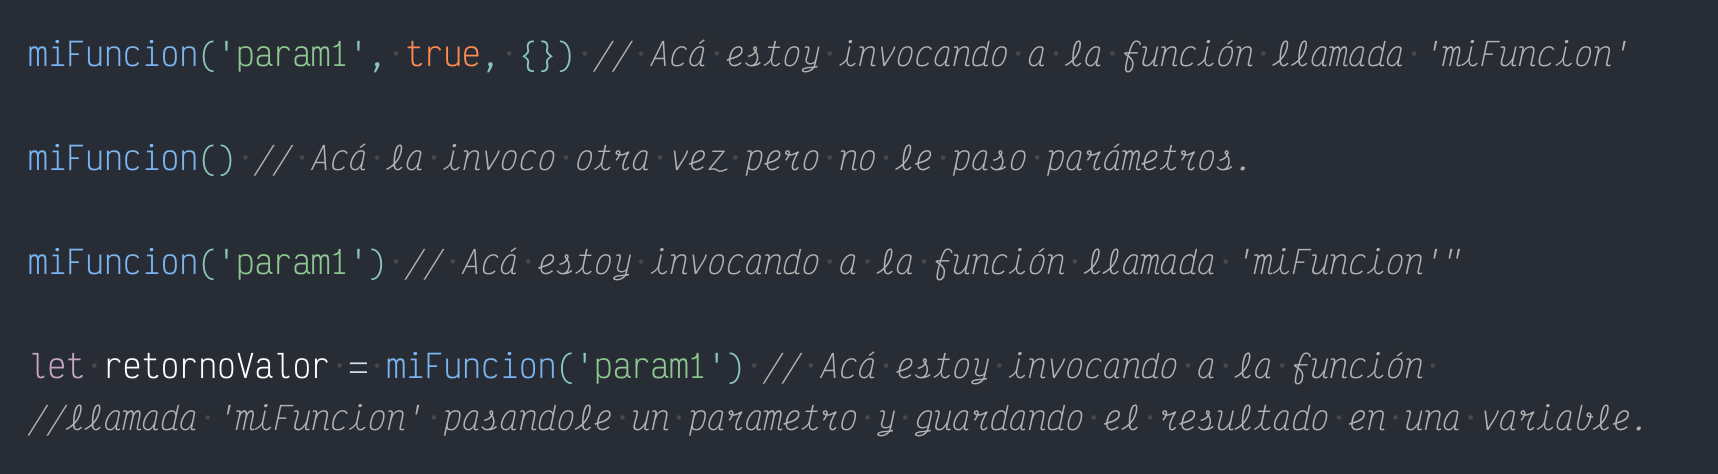 miFuncion('param1', true, {}) // Acá estoy invocando a la función llamada 'miFuncion'
miFuncion() // Acá la invoco otra vez pero no le paso parámetros.
miFuncion('param1') // Acá estoy invocando a la función llamada 'miFuncion'"
let retornoValor = miFuncion('param1') // Acá estoy invocando a la función
//llamada 'miFuncion' pasandole un parametro y guardando el resultado en una variable.